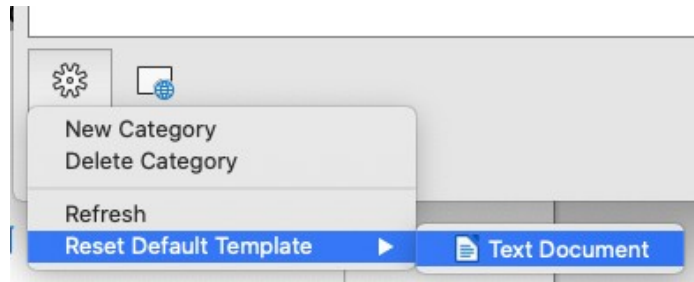 New Category
Delete Category
Refresh
Reset Default Template
Text Document